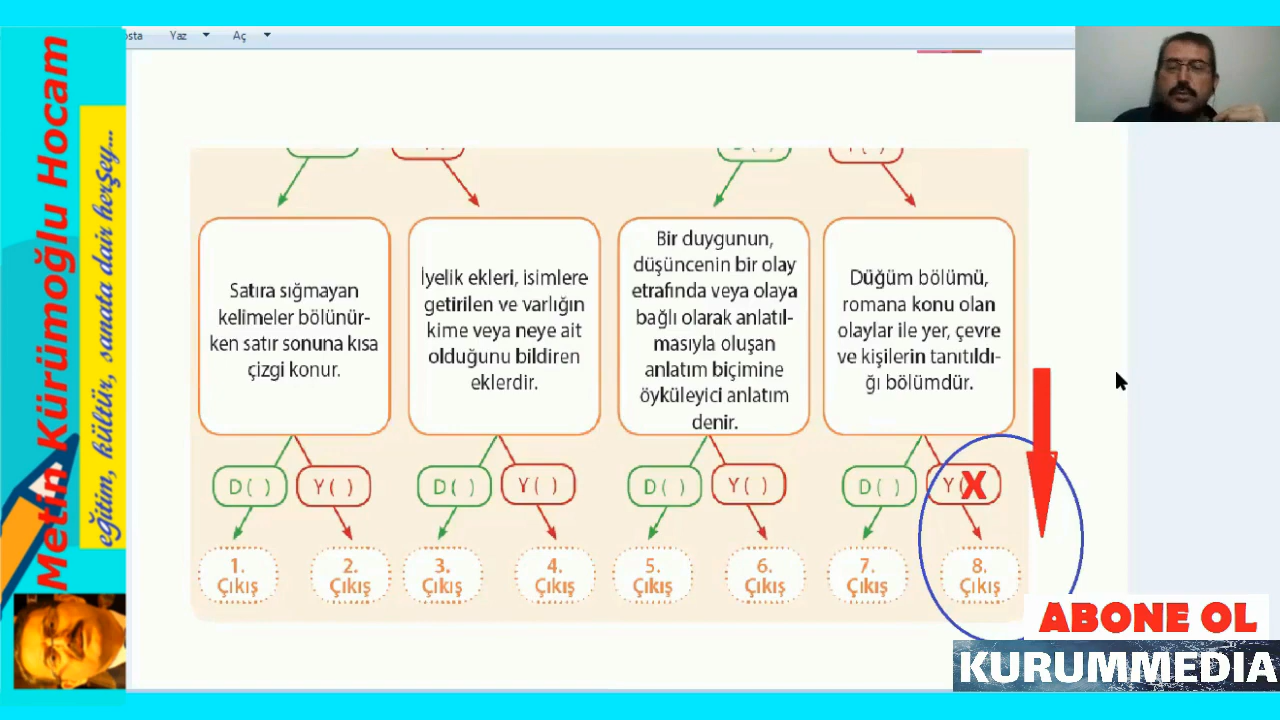 osta Yaz Aç
Metin Kürümoğlu Hocam
eğitim, kültür, sanata dair herşey...
Satıra sığmayan
kelimeler bölünür-
ken satır sonuna kısa
çizgi konur.
İyelik ekleri, isimlere
getirilen ve varlığın
kime veya neye ait
olduğunu bildiren
eklerdir.
Bir duygunun,
düşüncenin bir olay
etrafında veya olaya
bağlı olarak anlatıl-
masıyla oluşan
anlatım biçimine
öyküleyici anlatım
denir.
Düğüm bölümü,
romana konu olan
olaylar ile yer, çevre
ve kişilerin tanıtıldı-
ğı bölümdür.
D ( ) Y ( ) D ( ) Y ( ) D ( ) Y ( ) D ( ) Y (X
1.
Çıkış
2.
Çıkış
3.
Çıkış
4.
Çıkış
5.
Çıkış
6.
Çıkış
7.
Çıkış
8.
Çıkış
ABONE OL
KURUMMEDIA